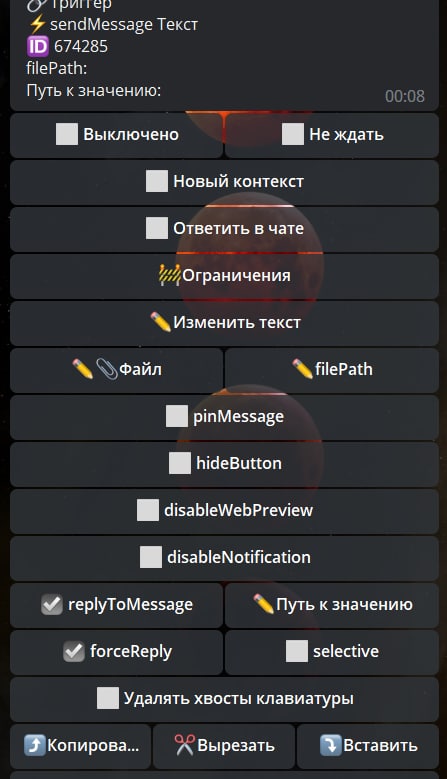 🔗 Триггер
⚡ sendMessage Текст
🆔 674285
filePath:
Путь к значению:
00:08
Выключено
Не ждать
Новый контекст
Ответить в чате
🚧Ограничения
✏️Изменить текст
✏️📎Файл
✏️filePath
pinMessage
hideButton
disableWebPreview
disableNotification
replyToMessage
✏️Путь к значению
forceReply
selective
Удалять хвосты клавиатуры
⤴️Копирова...
✂️Вырезать
⤵️Вставить